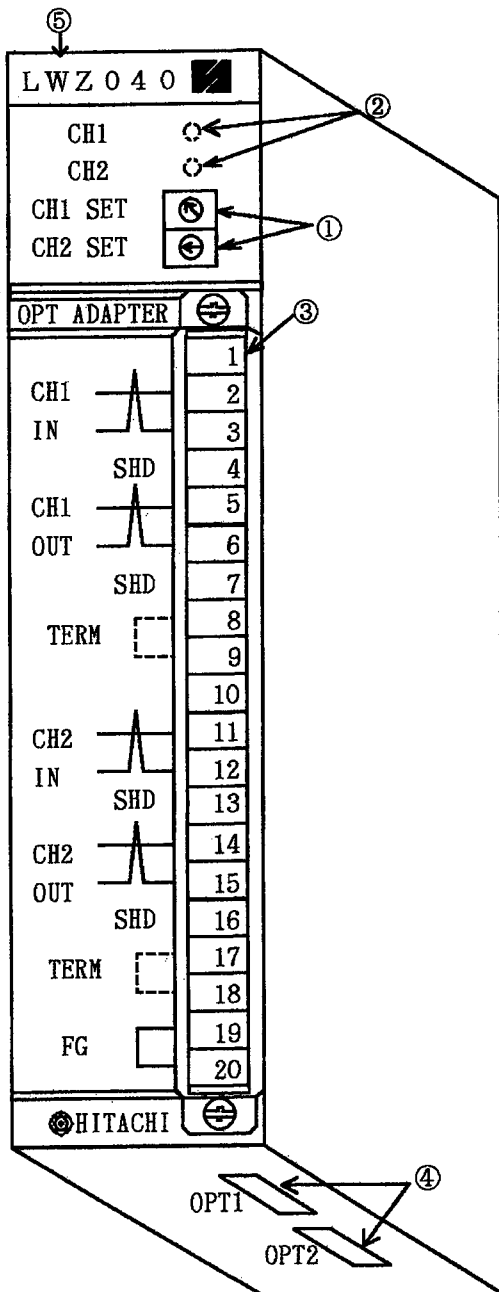 ⑤
LWZ040
CH1
②
CH2
CH1 SET
①
CH2 SET
OPT ADAPTER
③
1
CH1
2
IN
3
SHD
4
CH1
5
OUT
6
SHD
7
TERM
8
9
10
CH2
11
IN
12
SHD
13
CH2
14
OUT
15
SHD
16
TERM
17
18
FG
19
20
HITACHI
④
OPT1
OPT2